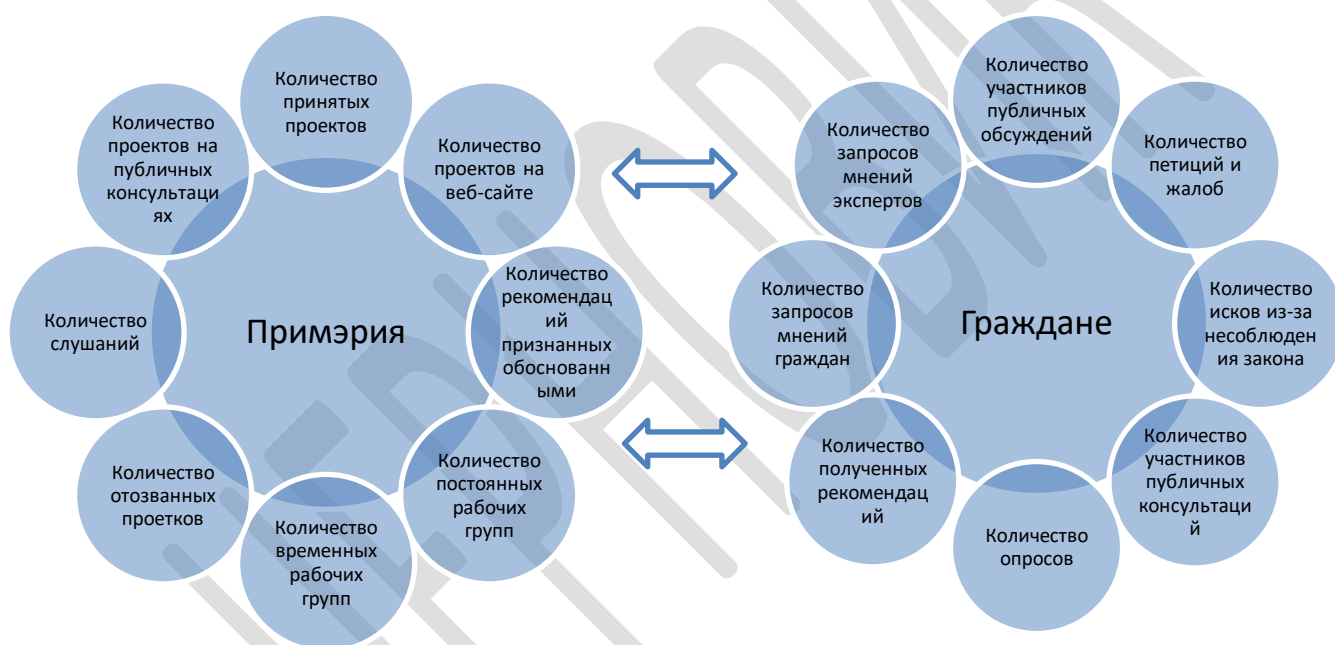 Количество
принятых
проектов
Количество
проектов на
веб-сайте
Количество
рекомендац
ий
признанных
обоснованн
ыми
Количество
постоянных
рабочих
групп
Количество
временных
рабочих
групп
Количество
отозванных
проетков
Количество
слушаний
Количество
проектов на
публичных
консультаци
ях
Примэрия
Количество
участников
публичных
обсуждений
Количество
петиций и
жалоб
Количество
исков из-за
несоблюден
ия закона
Количество
участников
публичных
консультаци
й
Количество
опросов
Количество
полученных
рекомендац
ий
Количество
запросов
мнений
граждан
Количество
запросов
мнений
экспертов
Граждане